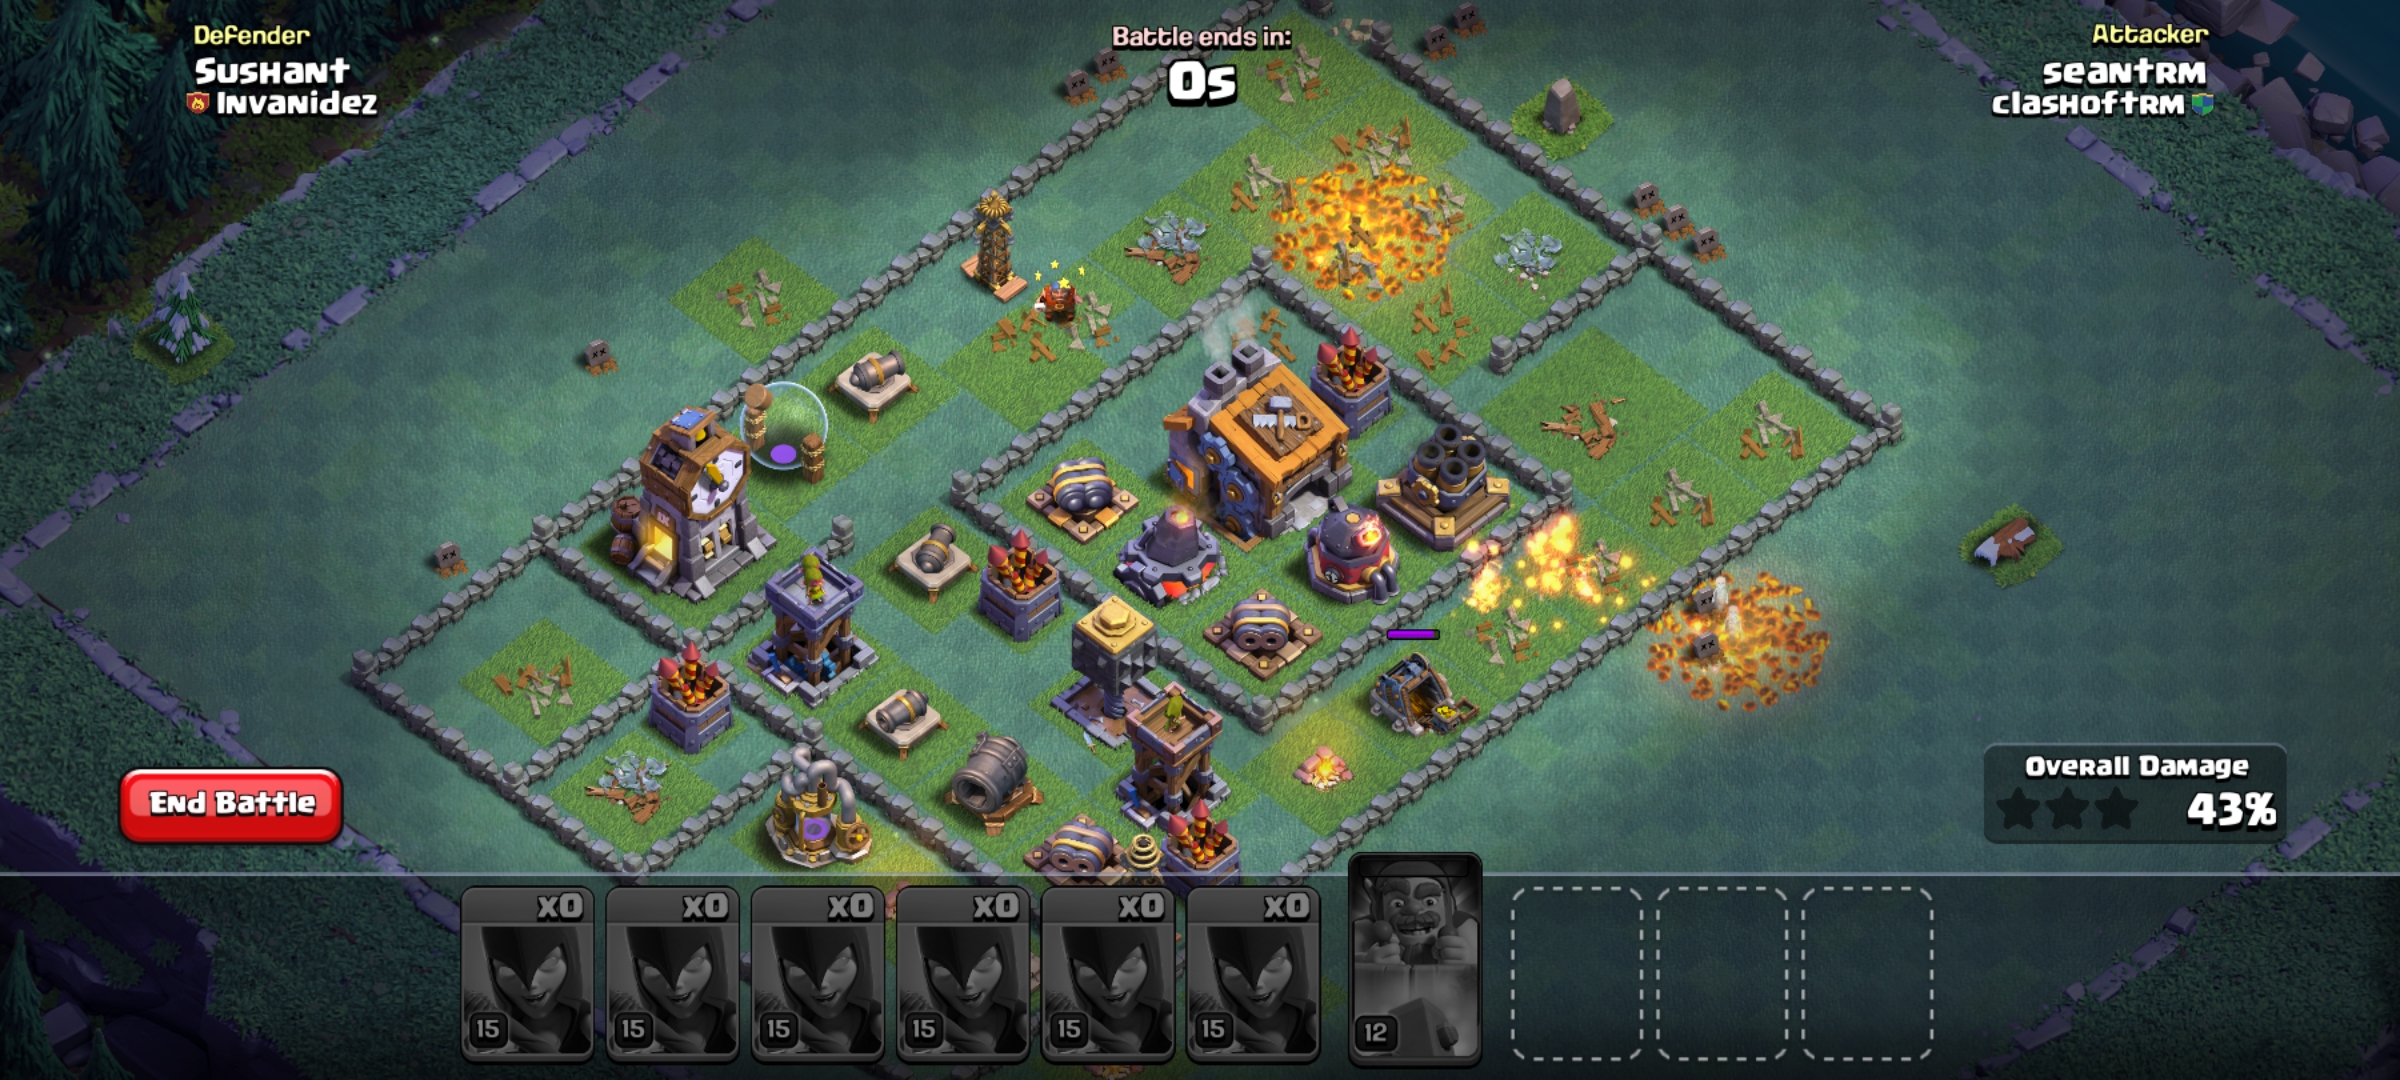 Defender
Sushant
Invanidez
Battle ends in:
0s
Attacker
seantRM
clashoftRM
End Battle
Overall Damage
43%
x0
x0
x0
x0
x0
x0
15
15
15
15
15
15
12